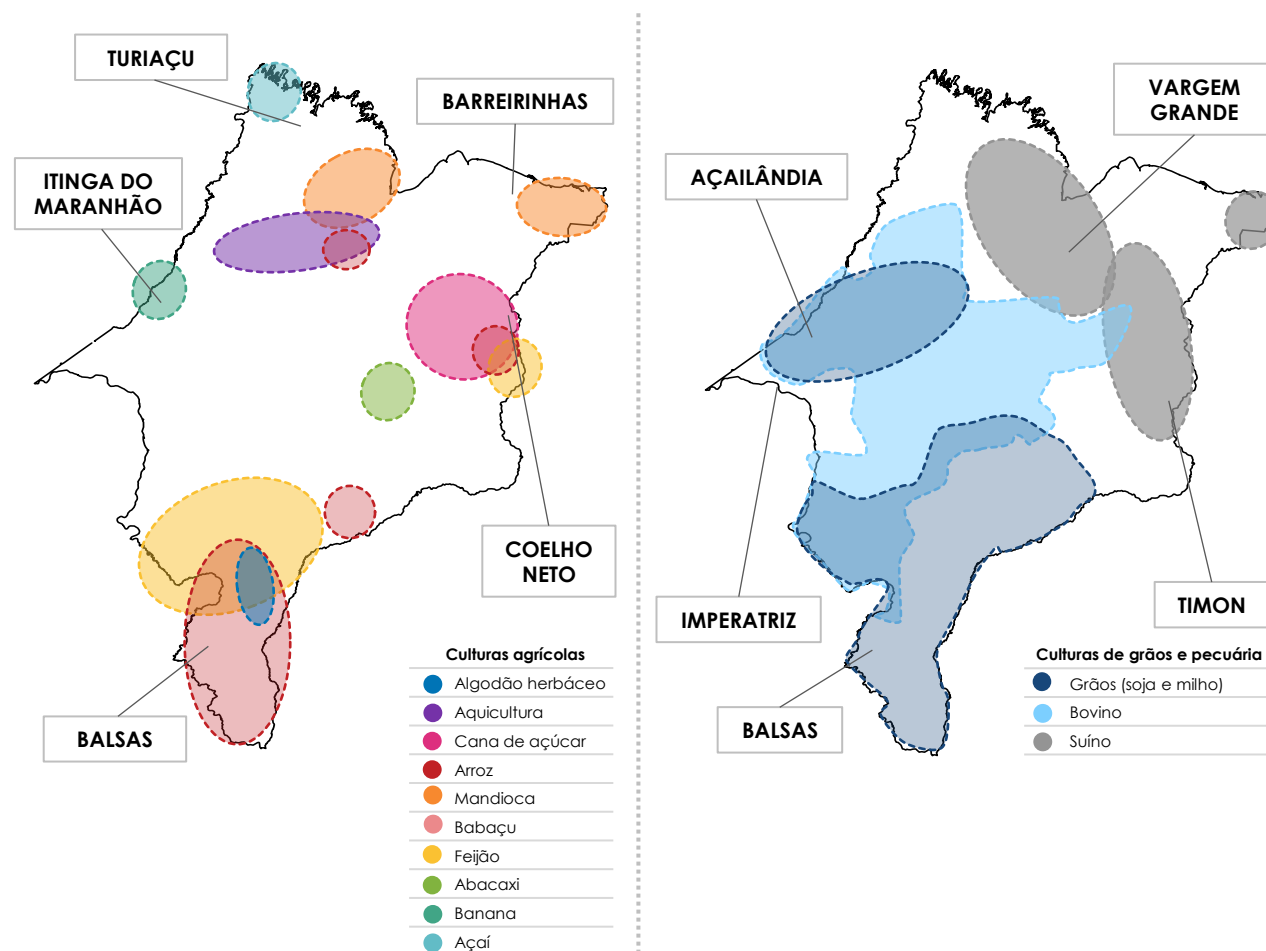 TURIAÇU
BARREIRINHAS
ITINGA DO
MARANHÃO
COELHO
NETO
BALSAS
Culturas agrícolas
Algodão herbáceo
Aquicultura
Cana de açúcar
Arroz
Mandioca
Babaçu
Feijão
Abacaxi
Banana
Açaí
VARGEM
GRANDE
AÇAILÂNDIA
IMPERATRIZ
TIMON
BALSAS
Culturas de grãos e pecuária
Grãos (soja e milho)
Bovino
Suíno